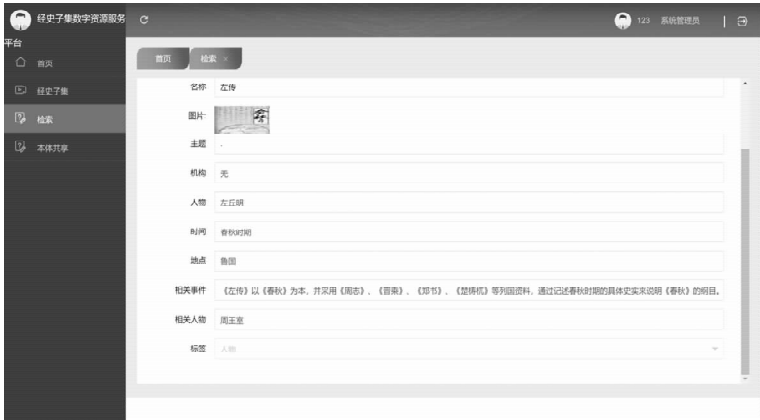 经史子集数字资源服务
平台
123 系统管理员
首页
经史子集
检索
本体共享
首页 检索 ×
名称 左传
图片:
主题 .
机构 无
人物 左丘明
时间 春秋时期
地点 鲁国
相关事件 《左传》以《春秋》为本，并采用《周志》、《晋乘》、《郑书》、《楚梼杌》等列国资料，通过记述春秋时期的具体史实来说明《春秋》的纲目。
相关人物 周王室
标签 人物